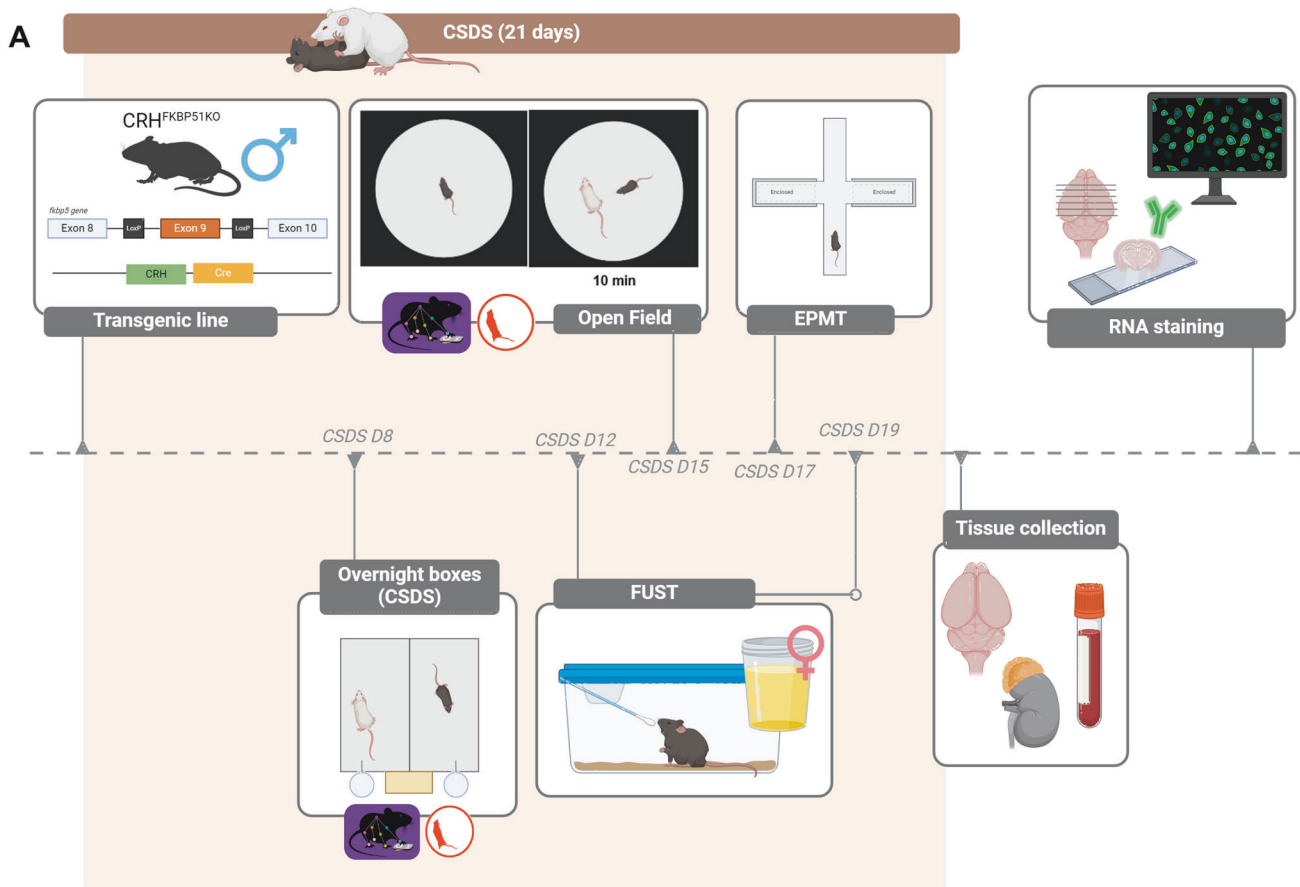 A
CSDS (21 days)
CRH^FKBP51KO
fkbp5 gene
Exon 8
LoxP
Exon 9
LoxP
Exon 10
CRH
Cre
Transgenic line
10 min
Open Field
Enclosed
Enclosed
EPMT
RNA staining
CSDS D8
CSDS D12
CSDS D15
CSDS D17
CSDS D19
Overnight boxes
(CSDS)
FUST
Tissue collection